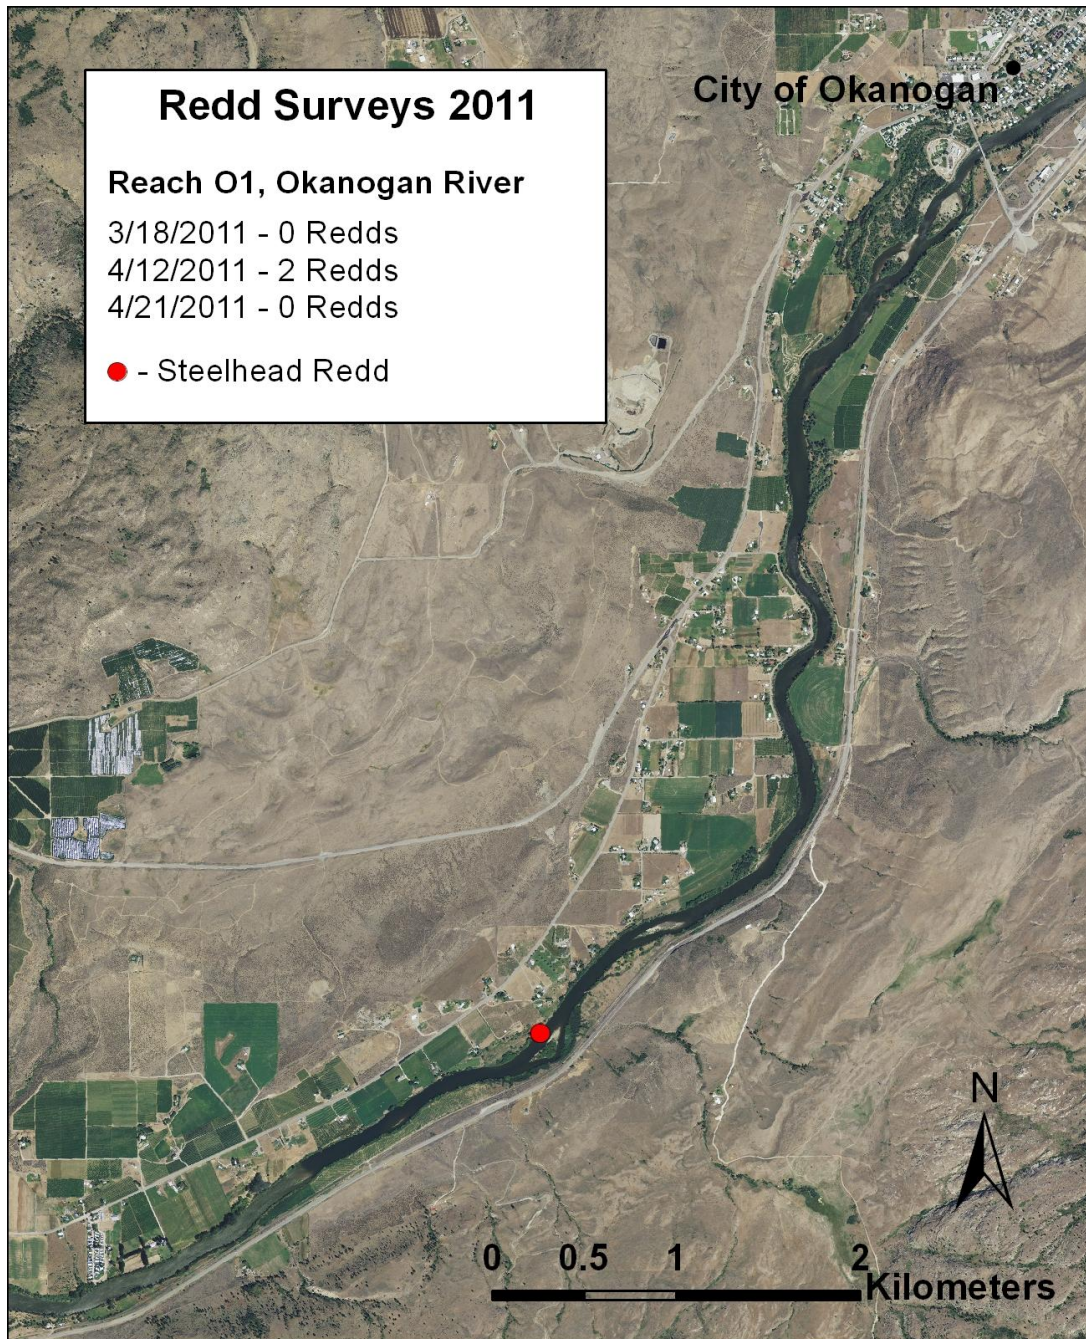 City of Okanogan
Redd Surveys 2011
Reach O1, Okanogan River
3/18/2011 - 0 Redds
4/12/2011 - 2 Redds
4/21/2011 - 0 Redds
- Steelhead Redd
N
0 0.5 1 2
Kilometers